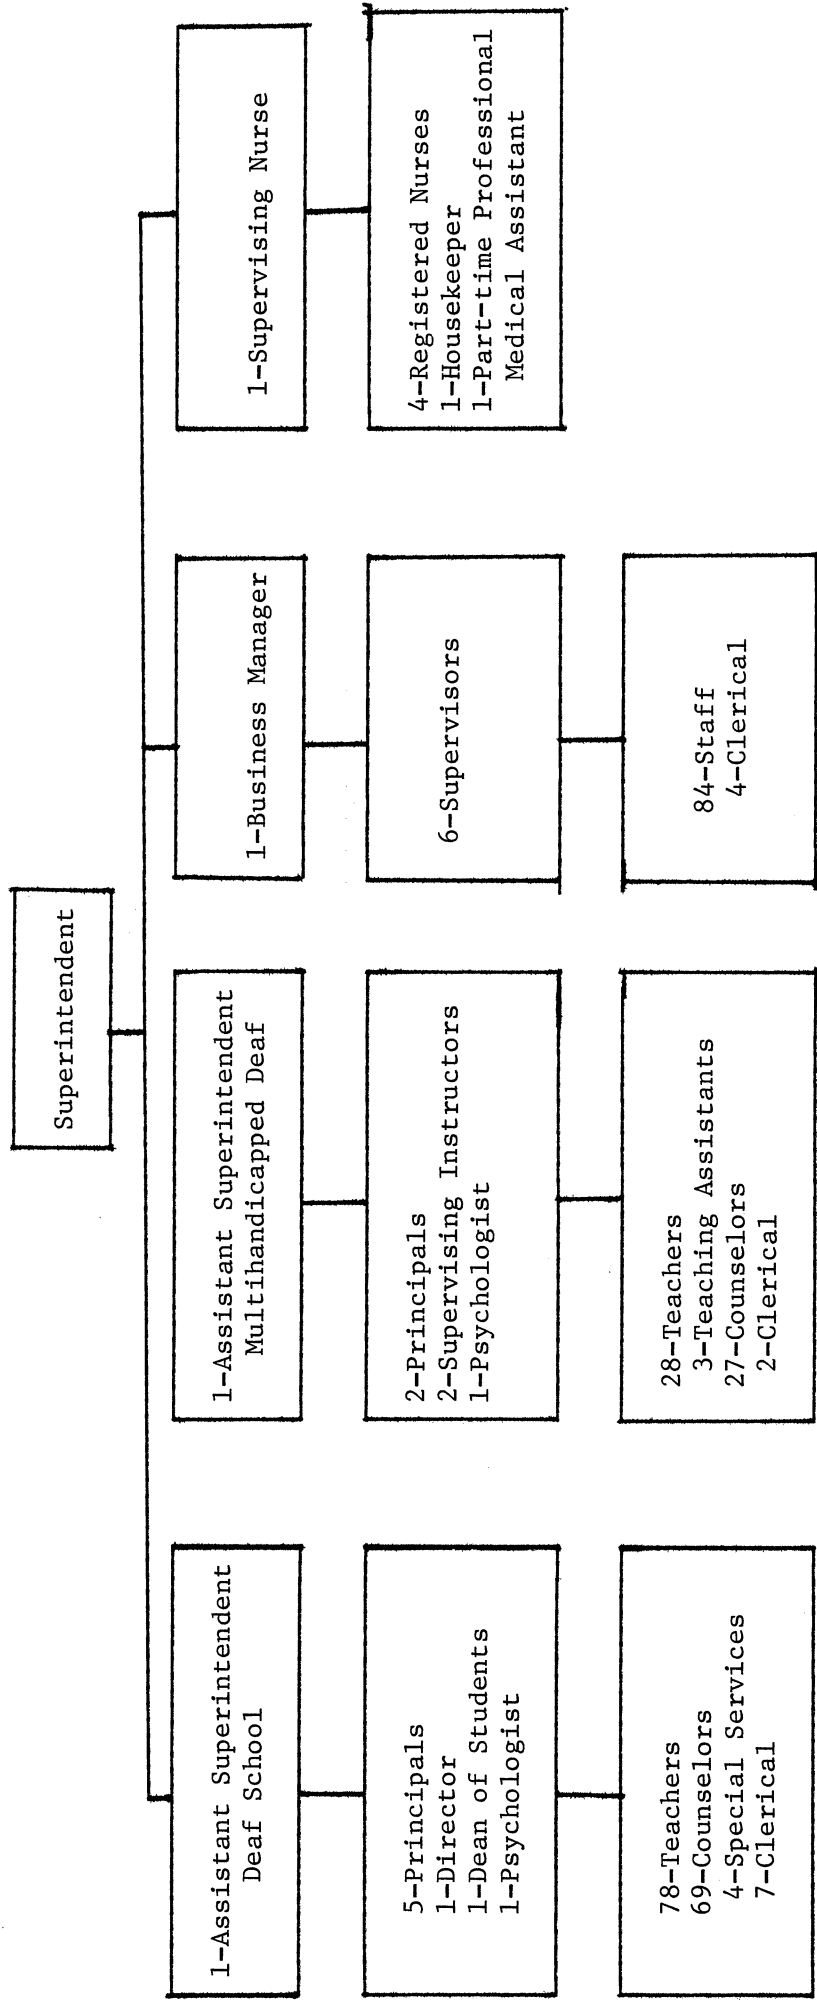 Superintendent
1-Assistant Superintendent
Deaf School
1-Assistant Superintendent
Multihandicapped Deaf
1-Business Manager
1-Supervising Nurse
5-Principals
1-Director
1-Dean of Students
1-Psychologist
2-Principals
2-Supervising Instructors
1-Psychologist
6-Supervisors
4-Registered Nurses
1-Housekeeper
1-Part-time Professional
Medical Assistant
78-Teachers
69-Counselors
4-Special Services
7-Clerical
28-Teachers
3-Teaching Assistants
27-Counselors
2-Clerical
84-Staff
4-Clerical